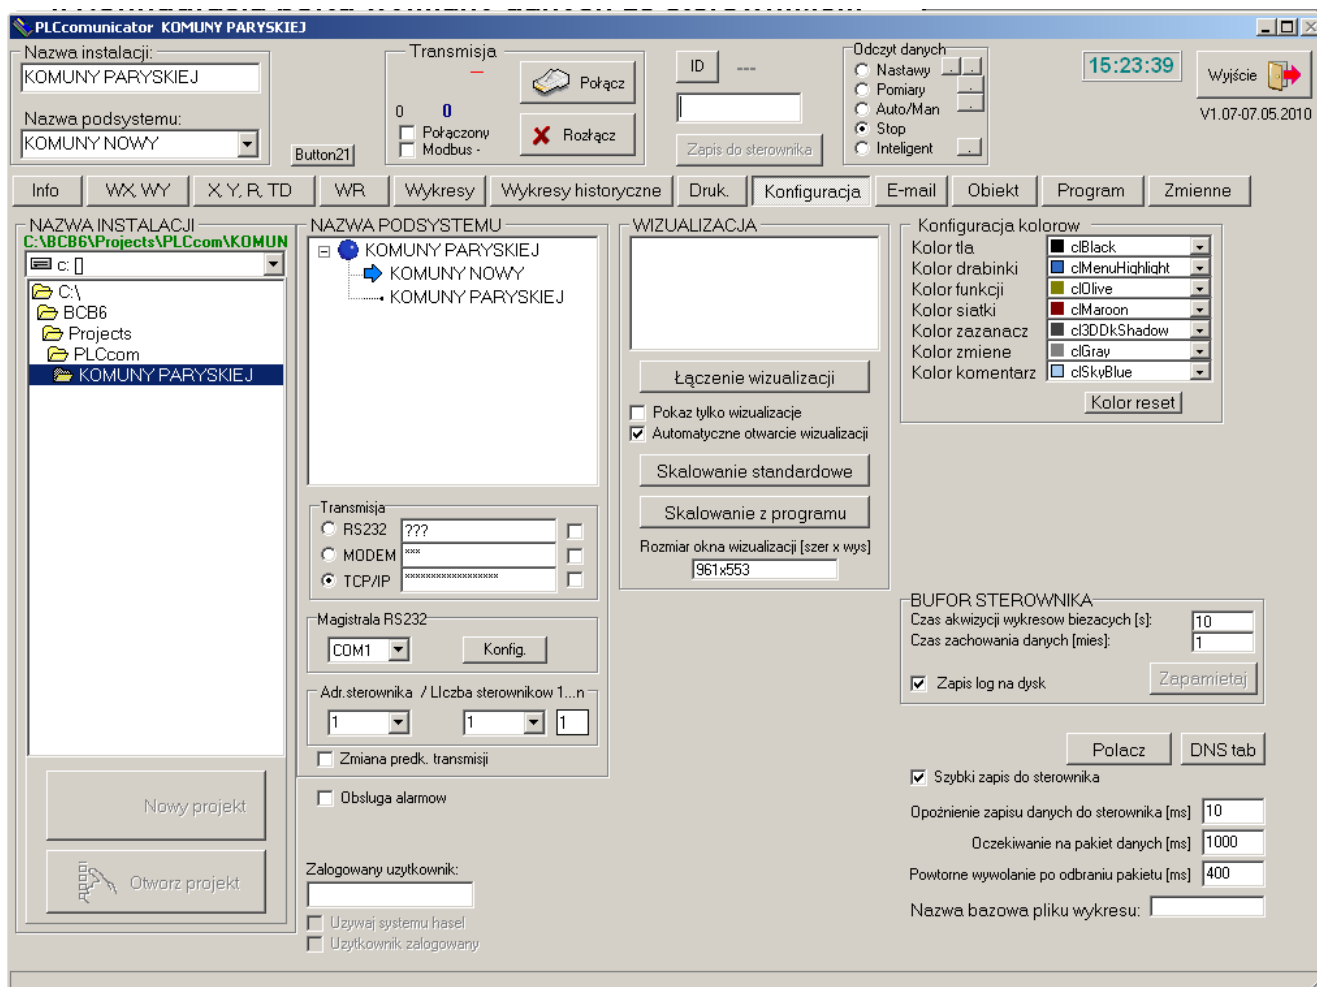 PLCcomunicator KOMUNY PARYSKIEJ
Nazwa instalacji:
KOMUNY PARYSKIEJ
Nazwa podsystemu:
KOMUNY NOWY
Button21
Transmisja
0 0
Połączony
Modbus -
Połącz
Rozłącz
ID ---
Zapis do sterownika
Odczyt danych
Nastawy . .
Pomiary .
Auto/Man .
Stop
Inteligent .
15:23:39
Wyjście
V1.07-07.05.2010
Info WX, WY X, Y, R, TD WR Wykresy Wykresy historyczne Druk. Konfiguracja E-mail Obiekt Program Zmienne
NAZWA INSTALACJI
C:\BCB6\Projects\PLCcom\KOMUN
c: []
C:\
BCB6
Projects
PLCcom
KOMUNY PARYSKIEJ
Nowy projekt
Otworz projekt
NAZWA PODSYSTEMU
KOMUNY PARYSKIEJ
KOMUNY NOWY
KOMUNY PARYSKIEJ
Transmisja
RS232 ???
MODEM ***
TCP/IP ******************
Magistrala RS232
COM1 Konfig.
Adr.sterownika / LIczba sterownikow 1...n
1 1 1
Zmiana predk. transmisji
Obsluga alarmow
Zalogowany uzytkownik:
Uzywaj systemu hasel
Uzytkownik zalogowany
WIZUALIZACJA
Łączenie wizualizacji
Pokaz tylko wizualizacje
Automatyczne otwarcie wizualizacji
Skalowanie standardowe
Skalowanie z programu
Rozmiar okna wizualizacji [szer x wys]
961x553
Konfiguracja kolorow
Kolor tla clBlack
Kolor drabinki clMenuHighlight
Kolor funkcji clOlive
Kolor siatki clMaroon
Kolor zazanacz cl3DDkShadow
Kolor zmiene clGray
Kolor komentarz clSkyBlue
Kolor reset
BUFOR STEROWNIKA
Czas akwizycji wykresow biezacych [s]: 10
Czas zachowania danych [mies]: 1
Zapis log na dysk
Zapamietaj
Polacz DNS tab
Szybki zapis do sterownika
Opoźnienie zapisu danych do sterownika [ms] 10
Oczekiwanie na pakiet danych [ms] 1000
Powtorne wywolanie po odbraniu pakietu [ms] 400
Nazwa bazowa pliku wykresu: